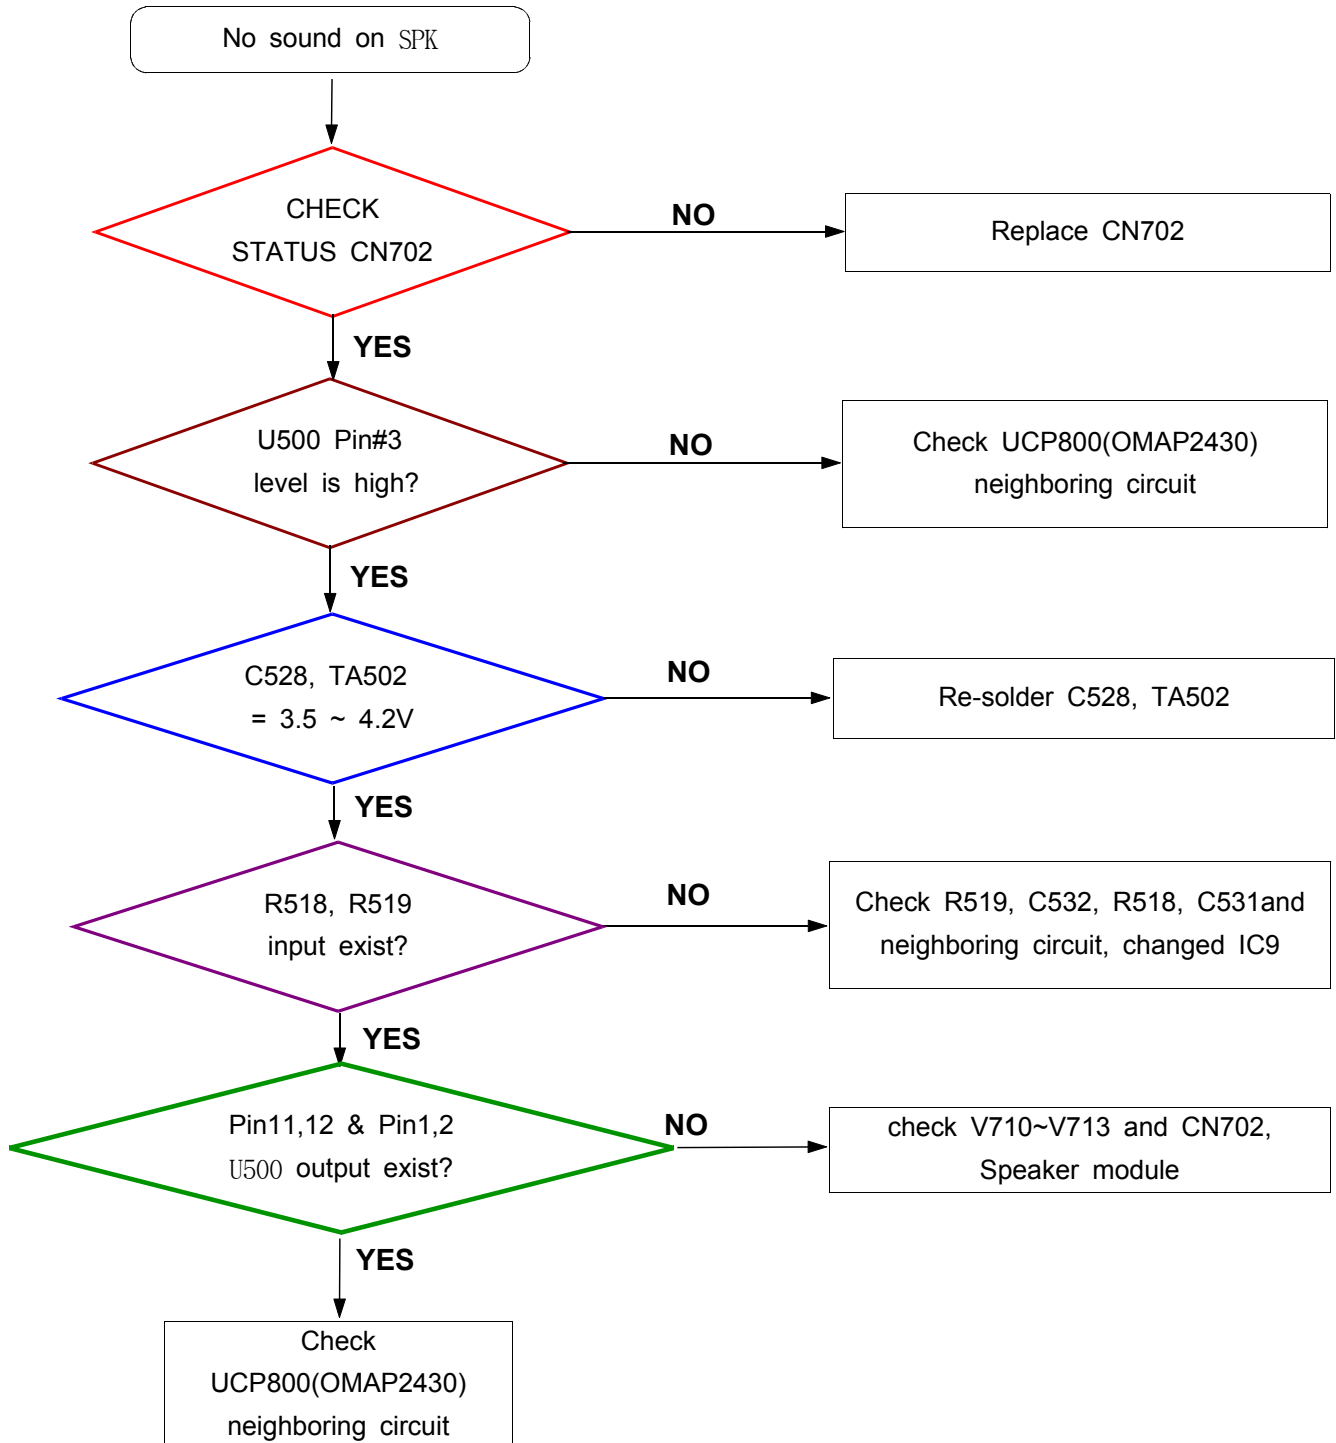 No sound on SPK
CHECK
STATUS CN702
NO
Replace CN702
YES
U500 Pin#3
level is high?
NO
Check UCP800(OMAP2430)
neighboring circuit
YES
C528, TA502
= 3.5 ~ 4.2V
NO
Re-solder C528, TA502
YES
R518, R519
input exist?
NO
Check R519, C532, R518, C531and
neighboring circuit, changed IC9
YES
Pin11,12 & Pin1,2
U500 output exist?
NO
check V710~V713 and CN702,
Speaker module
YES
Check
UCP800(OMAP2430)
neighboring circuit